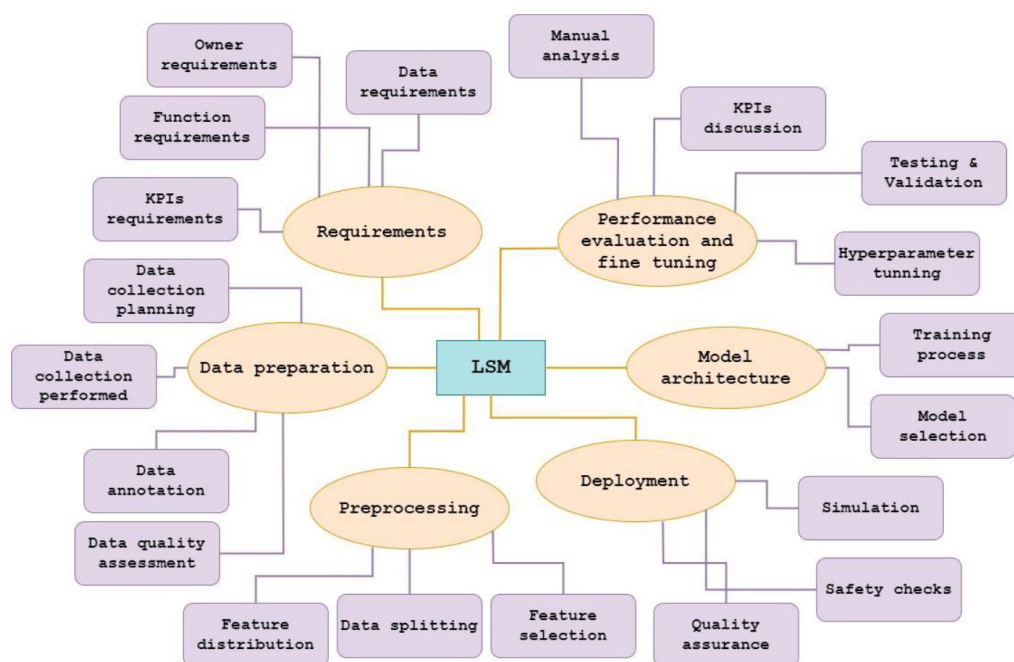 Owner
requirements
Data
requirements
Function
requirements
KPIs
requirements
Requirements
Manual
analysis
KPIs
discussion
Testing &
Validation
Hyperparameter
tunning
Performance
evaluation and
fine tuning
Data
collection
planning
Data
collection
performed
Data preparation
Data
annotation
Data quality
assessment
LSM
Model
architecture
Training
process
Model
selection
Preprocessing
Feature
distribution
Data splitting
Feature
selection
Deployment
Simulation
Safety checks
Quality
assurance